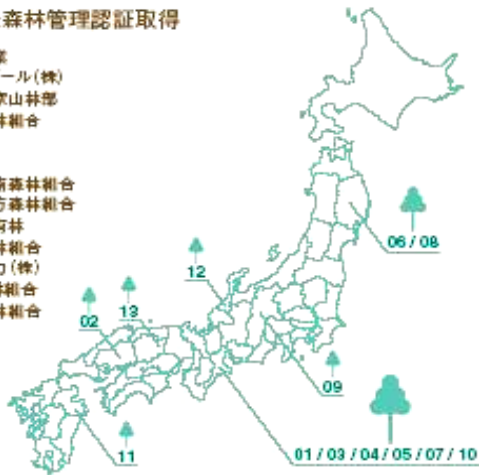 森林管理認証取得
業
ール(株)
家山林部
林組合
南森林組合
方森林組合
有林
林組合
力(株)
林組合
林組合
06 / 08
12
02
13
09
11
01 / 03 / 04 / 05 / 07 / 10